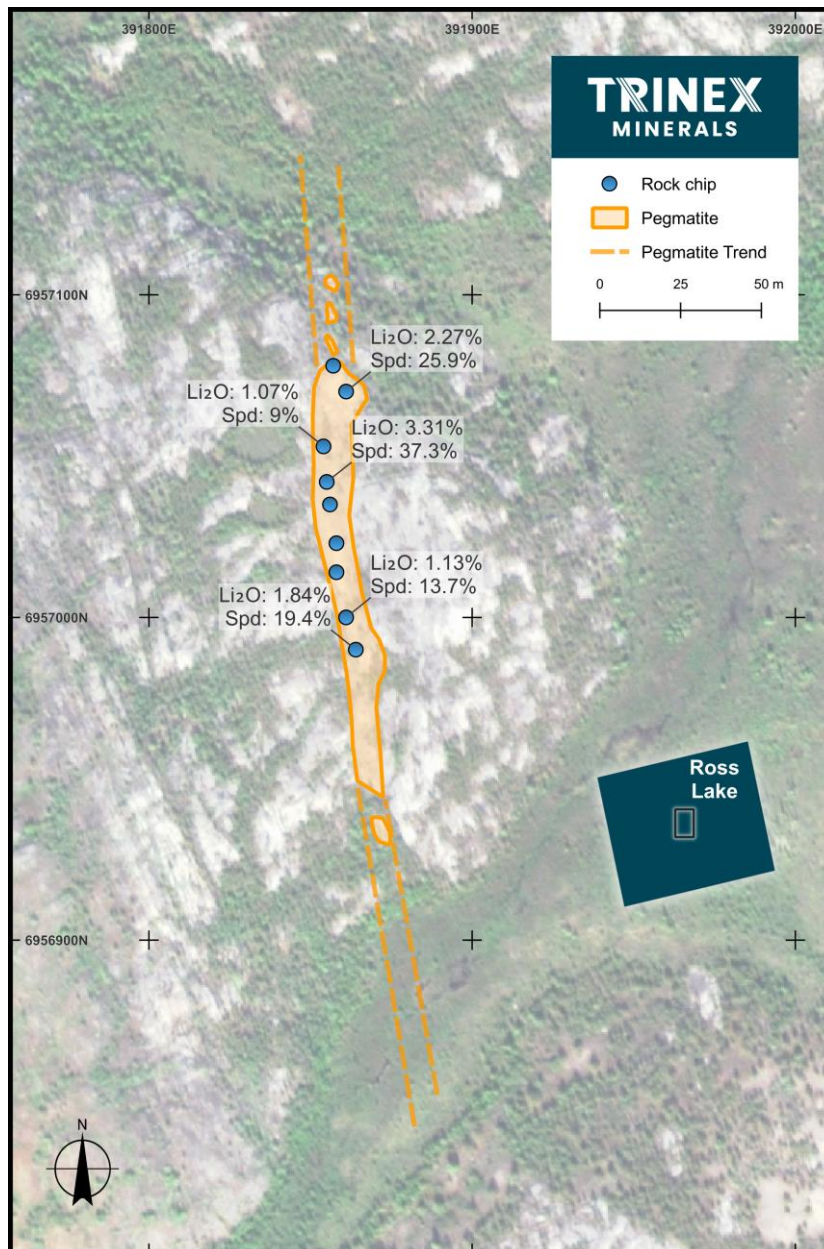 391800E
391900E
392000E
TRINEX
MINERALS
Rock chip
Pegmatite
Pegmatite Trend
0 25 50 m
6957100N
Li₂O: 2.27%
Spd: 25.9%
Li₂O: 1.07%
Spd: 9%
Li₂O: 3.31%
Spd: 37.3%
Li₂O: 1.13%
Spd: 13.7%
Li₂O: 1.84%
Spd: 19.4%
6957000N
Ross
Lake
6956900N
N